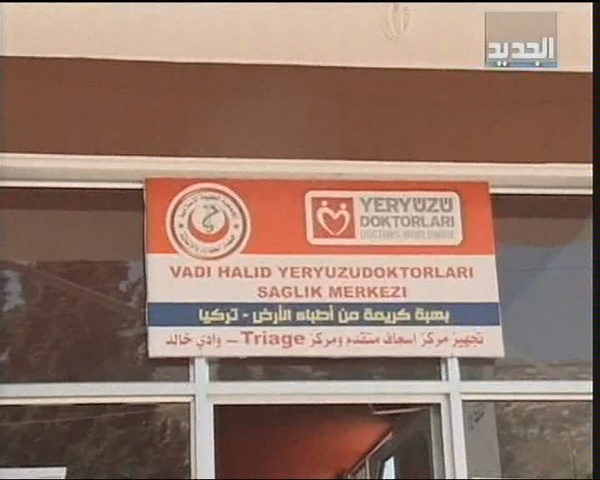 الجديد
YERYÜZÜ
DOKTORLARI
DOCTORS WORLDWIDE
VADI HALID YERYUZUDOKTORLARI
SAGLIK MERKEZI
بهبة كريمة من أطباء الأرض - تركيا
تجهيز مركز اسعاف متقدم ومركز Triage – وادي خالد